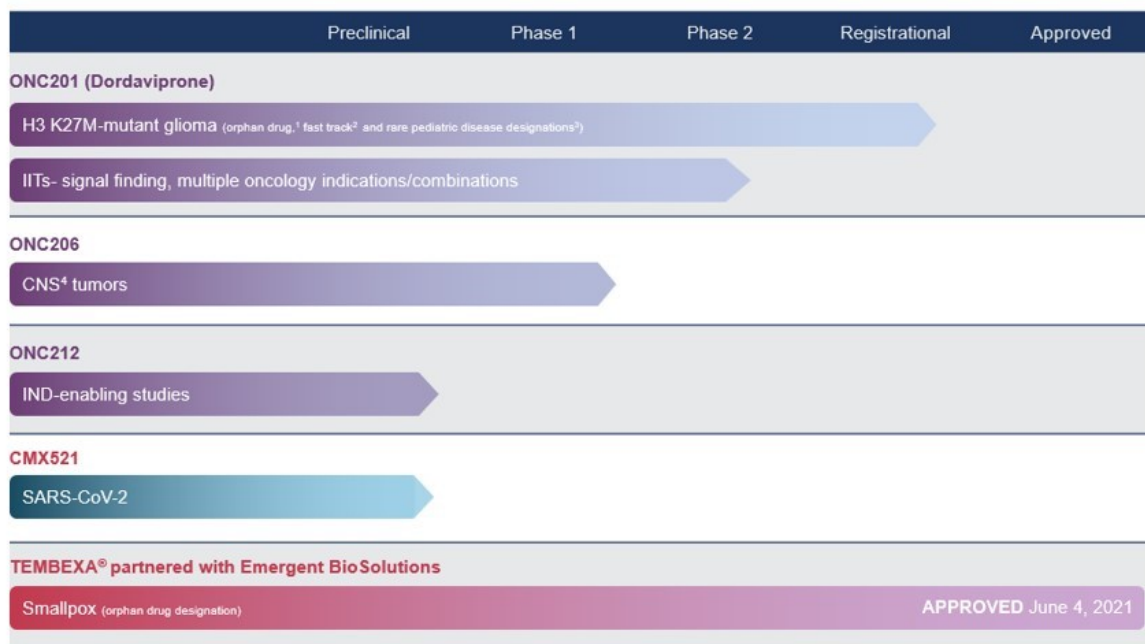 Preclinical Phase 1 Phase 2 Registrational Approved
ONC201 (Dordaviprone)
H3 K27M-mutant glioma (orphan drug,¹ fast track² and rare pediatric disease designations³)
IITs- signal finding, multiple oncology indications/combinations
ONC206
CNS⁴ tumors
ONC212
IND-enabling studies
CMX521
SARS-CoV-2
TEMBEXA® partnered with Emergent BioSolutions
Smallpox (orphan drug designation) APPROVED June 4, 2021